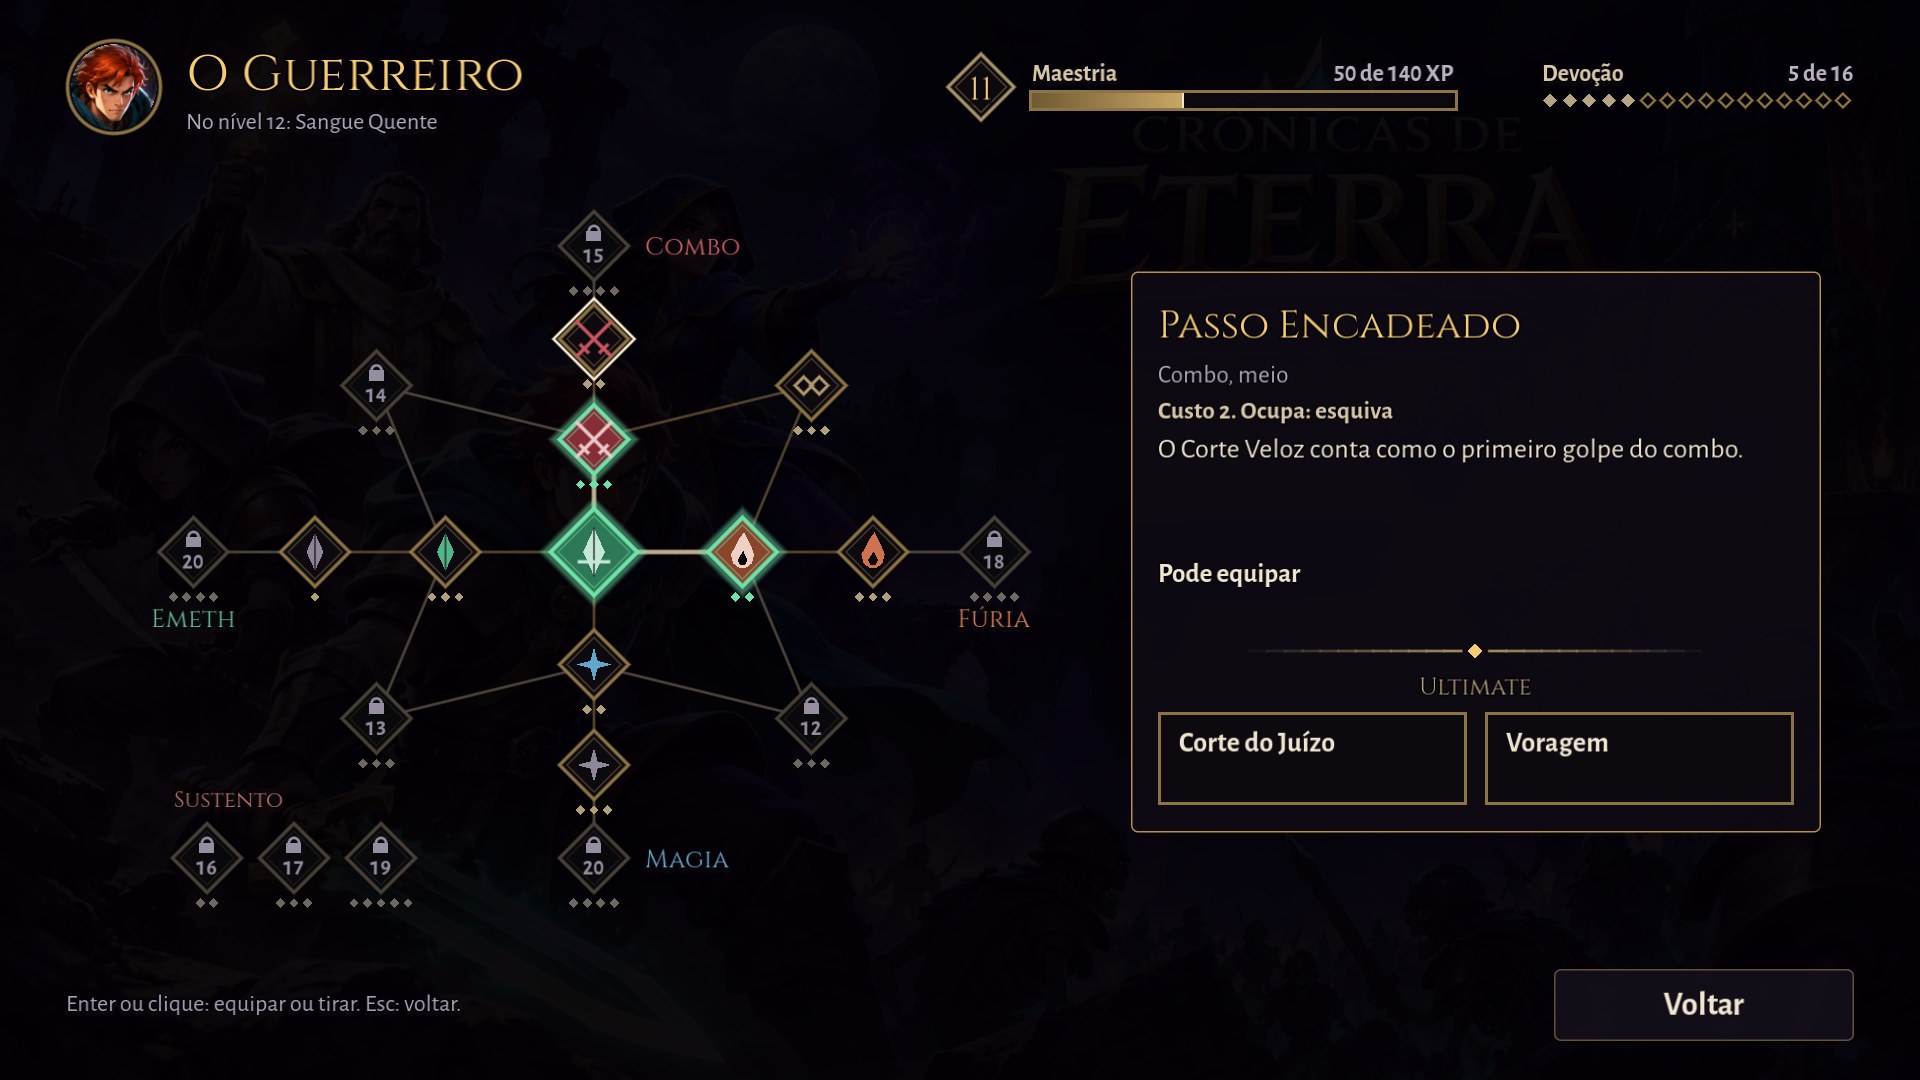 O Guerreiro
No nível 12: Sangue Quente
11
Maestria
50 de 140 XP
Devoção
5 de 16
CRÔNICAS DE
ETERRA
15
Combo
14
20
Emeth
18
Fúria
13
12
Sustento
16
17
19
20
Magia
Passo Encadeado
Combo, meio
Custo 2. Ocupa: esquiva
O Corte Veloz conta como o primeiro golpe do combo.
Pode equipar
Ultimate
Corte do Juízo
Voragem
Enter ou clique: equipar ou tirar. Esc: voltar.
Voltar